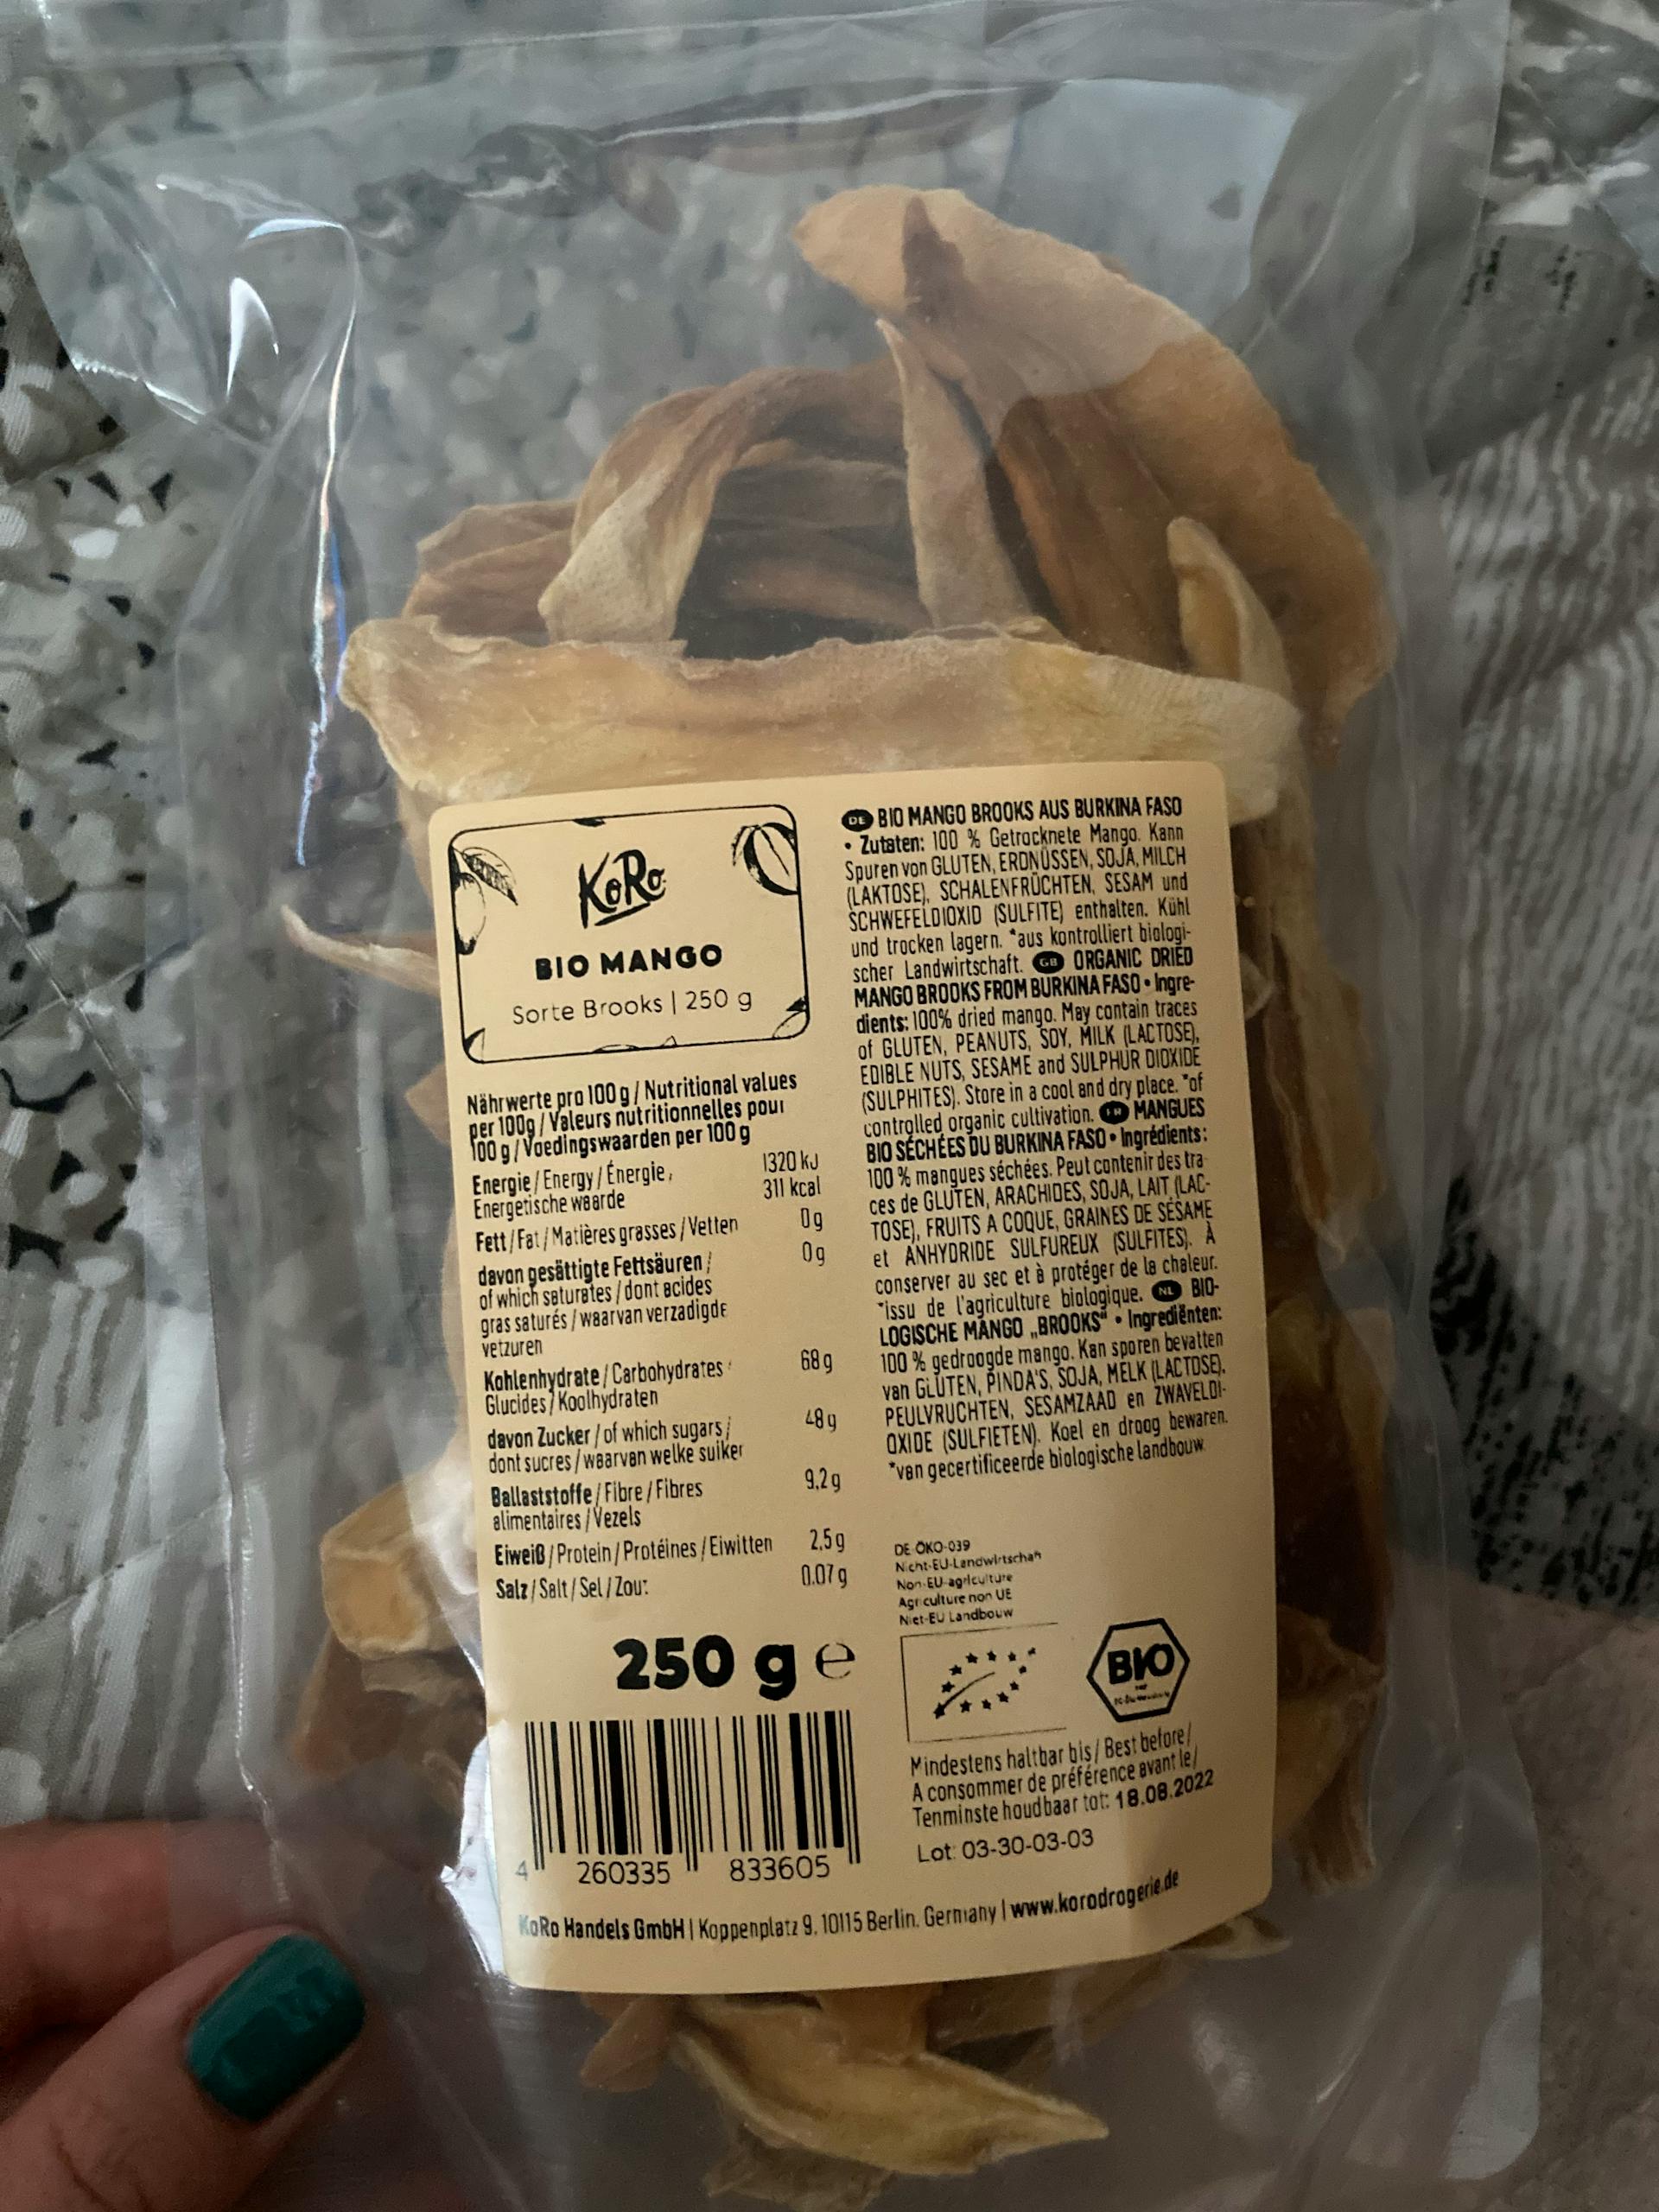 KoRo
BIO MANGO
Sorte Brooks | 250 g
Nährwerte pro 100 g / Nutritional values
per 100g / Valeurs nutritionnelles pour
100 g / Voedingswaarden per 100 g
Energie / Energy / Énergie, 1320 kJ
Energetische waarde 311 kcal
Fett / Fat / Matières grasses / Vetten 0 g
davon gesättigte Fettsäuren / 0 g
of which saturates / dont acides
gras saturés / waarvan verzadigde
vetzuren
Kohlenhydrate / Carbohydrates 68 g
Glucides / Koolhydraten
davon Zucker / of which sugars / 48 g
dont sucres / waarvan welke suiker
Ballaststoffe / Fibre / Fibres 9,2 g
alimentaires / Vezels
Eiweiß / Protein / Protéines / Eiwitten 2,5 g
Salz / Salt / Sel / Zout 0.07 g
250 g e
4 260335 833605
DE BIO MANGO BROOKS AUS BURKINA FASO
• Zutaten: 100 % Getrocknete Mango. Kann
Spuren von GLUTEN, ERDNÜSSEN, SOJA, MILCH
(LAKTOSE), SCHALENFRÜCHTEN, SESAM und
SCHWEFELDIOXID (SULFITE) enthalten. Kühl
und trocken lagern. *aus kontrolliert biologi-
scher Landwirtschaft. GB ORGANIC DRIED
MANGO BROOKS FROM BURKINA FASO • Ingre-
dients: 100% dried mango. May contain traces
of GLUTEN, PEANUTS, SOY, MILK (LACTOSE),
EDIBLE NUTS, SESAME and SULPHUR DIOXIDE
(SULPHITES). Store in a cool and dry place. *of
controlled organic cultivation. FR MANGUES
BIO SÉCHÉES DU BURKINA FASO • Ingrédients:
100 % mangues séchées. Peut contenir des tra-
ces de GLUTEN, ARACHIDES, SOJA, LAIT (LAC-
TOSE), FRUITS A COQUE, GRAINES DE SÉSAME
et ANHYDRIDE SULFUREUX (SULFITES). À
conserver au sec et à protéger de la chaleur.
*issu de l'agriculture biologique. NL BIO-
LOGISCHE MANGO „BROOKS“ • Ingrediënten:
100 % gedroogde mango. Kan sporen bevatten
van GLUTEN, PINDA'S, SOJA, MELK (LACTOSE),
PEULVRUCHTEN, SESAMZAAD en ZWAVELDI-
OXIDE (SULFIETEN). Koel en droog bewaren.
*van gecertificeerde biologische landbouw.
DE-ÖKO-039
Nicht-EU-Landwirtschaft
Non-EU-agriculture
Agriculture non UE
Niet-EU Landbouw
BIO
Mindestens haltbar bis / Best before /
A consommer de préférence avant le /
Tenminste houdbaar tot: 18.08.2022
Lot: 03-30-03-03
KoRo Handels GmbH | Koppenplatz 9, 10115 Berlin, Germany | www.korodrogerie.de